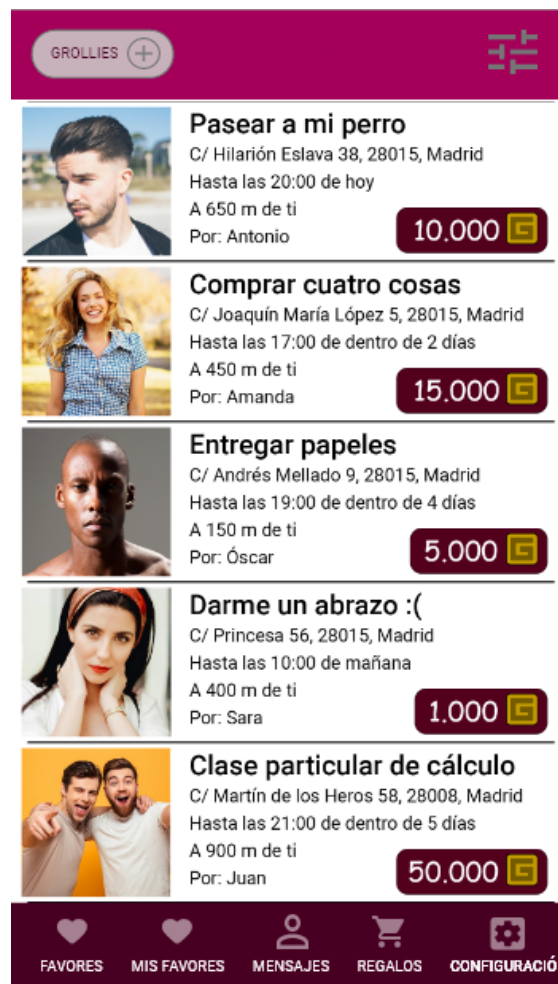 GROLLIES
Pasear a mi perro
C/ Hilarión Eslava 38, 28015, Madrid
Hasta las 20:00 de hoy
A 650 m de ti
Por: Antonio
10.000 G
Comprar cuatro cosas
C/ Joaquín María López 5, 28015, Madrid
Hasta las 17:00 de dentro de 2 días
A 450 m de ti
Por: Amanda
15.000 G
Entregar papeles
C/ Andrés Mellado 9, 28015, Madrid
Hasta las 19:00 de dentro de 4 días
A 150 m de ti
Por: Óscar
5.000 G
Darme un abrazo :(
C/ Princesa 56, 28015, Madrid
Hasta las 10:00 de mañana
A 400 m de ti
Por: Sara
1.000 G
Clase particular de cálculo
C/ Martín de los Heros 58, 28008, Madrid
Hasta las 21:00 de dentro de 5 días
A 900 m de ti
Por: Juan
50.000 G
FAVORES MIS FAVORES MENSAJES REGALOS CONFIGURACIÓ